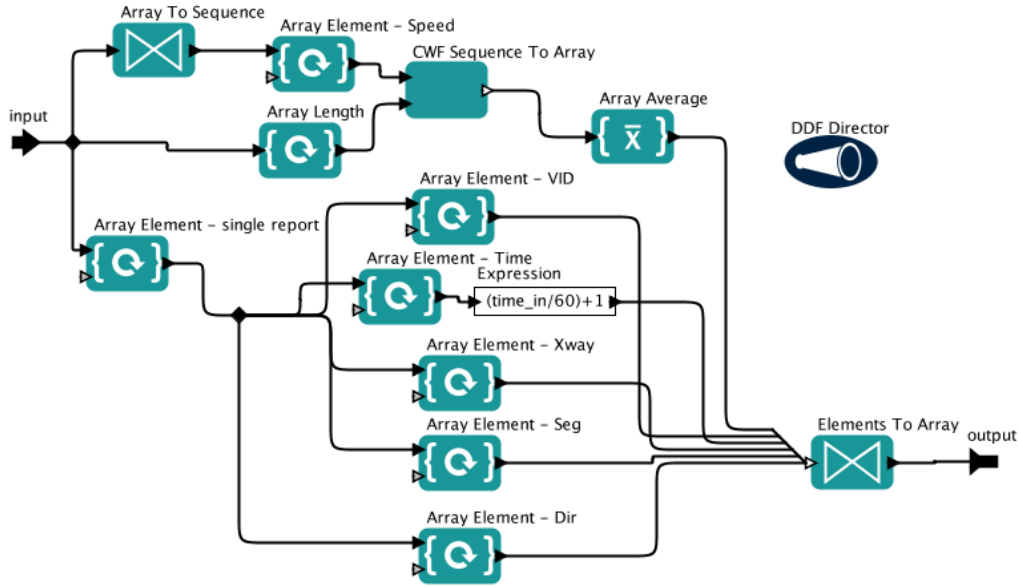 Array To Sequence
Array Element - Speed
CWF Sequence To Array
Array Average
input
Array Length
x̄
DDF Director
Array Element - VID
Array Element - single report
Array Element - Time
Expression
(time_in/60)+1
Array Element - Xway
Array Element - Seg
Elements To Array
output
Array Element - Dir